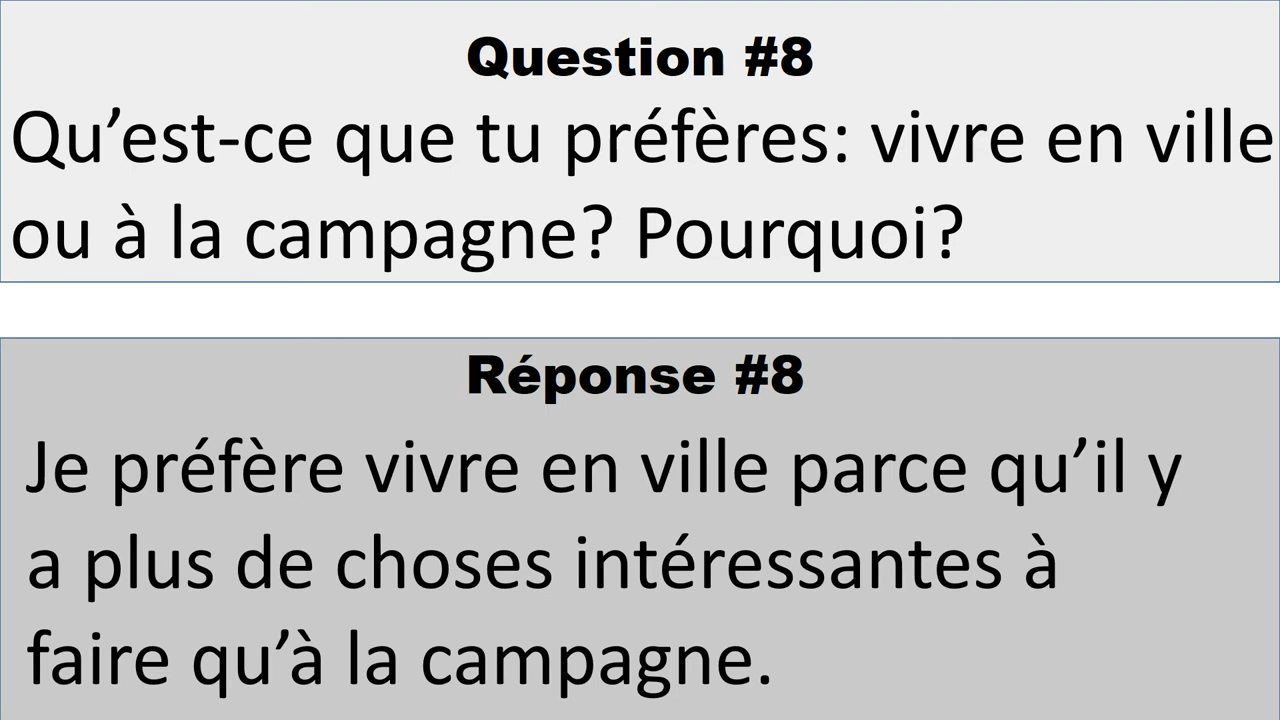 Question #8
Qu’est-ce que tu préfères: vivre en ville
ou à la campagne? Pourquoi?
Réponse #8
Je préfère vivre en ville parce qu’il y
a plus de choses intéressantes à
faire qu’à la campagne.